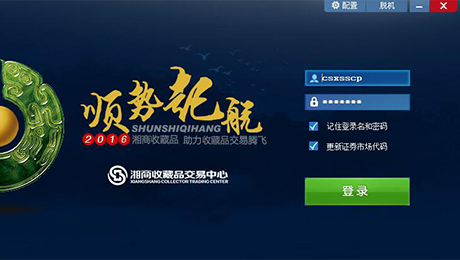 配置 脱机
顺势起航
SHUNSHIQIHANG
2016 湘商收藏品 助力收藏品交易腾飞
湘商收藏品交易中心
XIANGSHANG COLLECTOR TRADING CENTER
csxsscp
*******
记住登录名和密码
更新证券市场代码
登录